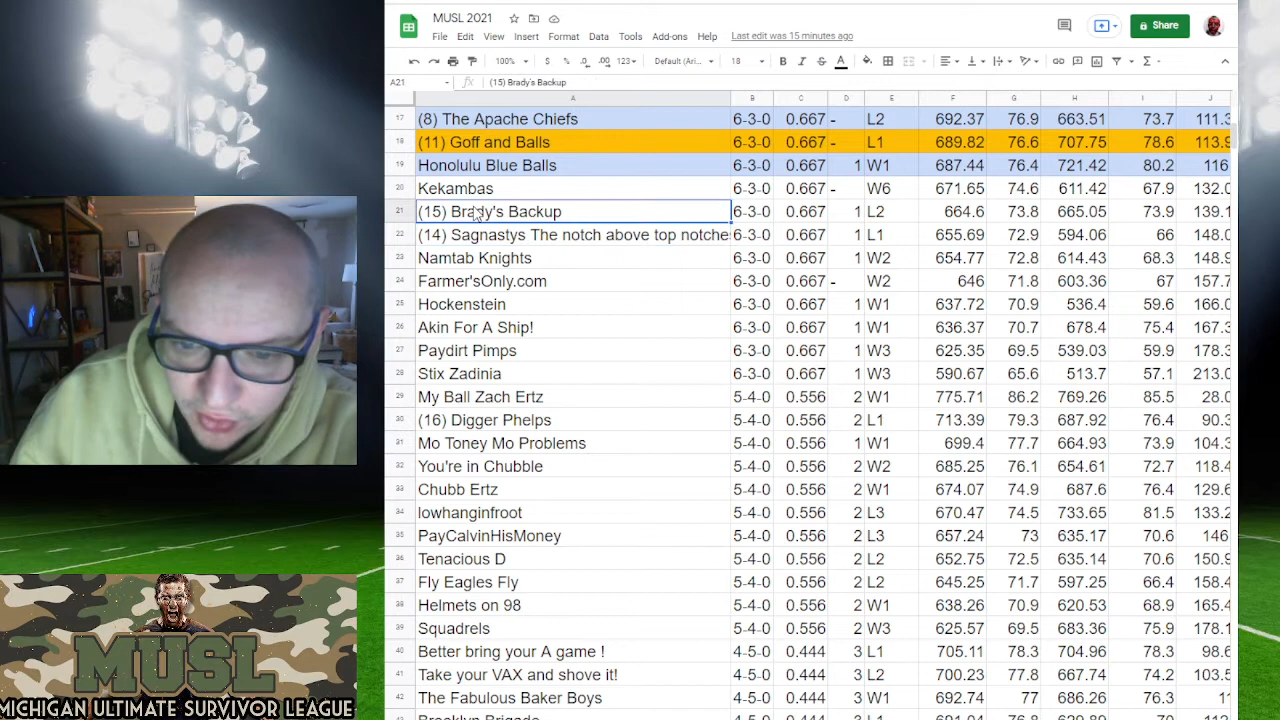 MUSL 2021
File Edit View Insert Format Data Tools Add-ons Help Last edit was 15 minutes ago
Share
100% $ % .0 .00 123 Default (Ari... 18 B I S A
A21 fx (15) Brady's Backup
A B C D E F G H I J
17 (8) The Apache Chiefs 6-3-0 0.667 - L2 692.37 76.9 663.51 73.7 111.3
18 (11) Goff and Balls 6-3-0 0.667 - L1 689.82 76.6 707.75 78.6 113.9
19 Honolulu Blue Balls 6-3-0 0.667 1 W1 687.44 76.4 721.42 80.2 116
20 Kekambas 6-3-0 0.667 - W6 671.65 74.6 611.42 67.9 132.0
21 (15) Brady's Backup 6-3-0 0.667 1 L2 664.6 73.8 665.05 73.9 139.1
22 (14) Sagnastys The notch above top notche 6-3-0 0.667 1 L1 655.69 72.9 594.06 66 148.0
23 Namtab Knights 6-3-0 0.667 1 W2 654.77 72.8 614.43 68.3 148.9
24 Farmer'sOnly.com 6-3-0 0.667 - W2 646 71.8 603.36 67 157.7
25 Hockenstein 6-3-0 0.667 1 W1 637.72 70.9 536.4 59.6 166.0
26 Akin For A Ship! 6-3-0 0.667 1 W1 636.37 70.7 678.4 75.4 167.3
27 Paydirt Pimps 6-3-0 0.667 1 W3 625.35 69.5 539.03 59.9 178.3
28 Stix Zadinia 6-3-0 0.667 1 W3 590.67 65.6 513.7 57.1 213.0
29 My Ball Zach Ertz 5-4-0 0.556 2 W1 775.71 86.2 769.26 85.5 28.0
30 (16) Digger Phelps 5-4-0 0.556 2 L1 713.39 79.3 687.92 76.4 90.3
31 Mo Toney Mo Problems 5-4-0 0.556 1 W1 699.4 77.7 664.93 73.9 104.3
32 You're in Chubble 5-4-0 0.556 2 W2 685.25 76.1 654.61 72.7 118.4
33 Chubb Ertz 5-4-0 0.556 2 W1 674.07 74.9 687.6 76.4 129.6
34 lowhanginfroot 5-4-0 0.556 2 L3 670.47 74.5 733.65 81.5 133.2
35 PayCalvinHisMoney 5-4-0 0.556 2 L3 657.24 73 635.17 70.6 146
36 Tenacious D 5-4-0 0.556 2 L2 652.75 72.5 635.14 70.6 150.9
37 Fly Eagles Fly 5-4-0 0.556 2 L2 645.25 71.7 597.25 66.4 158.4
38 Helmets on 98 5-4-0 0.556 2 W1 638.26 70.9 620.53 68.9 165.4
39 Squadrels 5-4-0 0.556 2 W3 625.57 69.5 683.36 75.9 178.1
40 Better bring your A game ! 4-5-0 0.444 3 L1 705.11 78.3 704.96 78.3 98.6
41 Take your VAX and shove it! 4-5-0 0.444 3 L2 700.23 77.8 667.74 74.2 103.5
42 The Fabulous Baker Boys 4-5-0 0.444 3 W1 692.74 77 686.26 76.3
MUSL
MICHIGAN ULTIMATE SURVIVOR LEAGUE